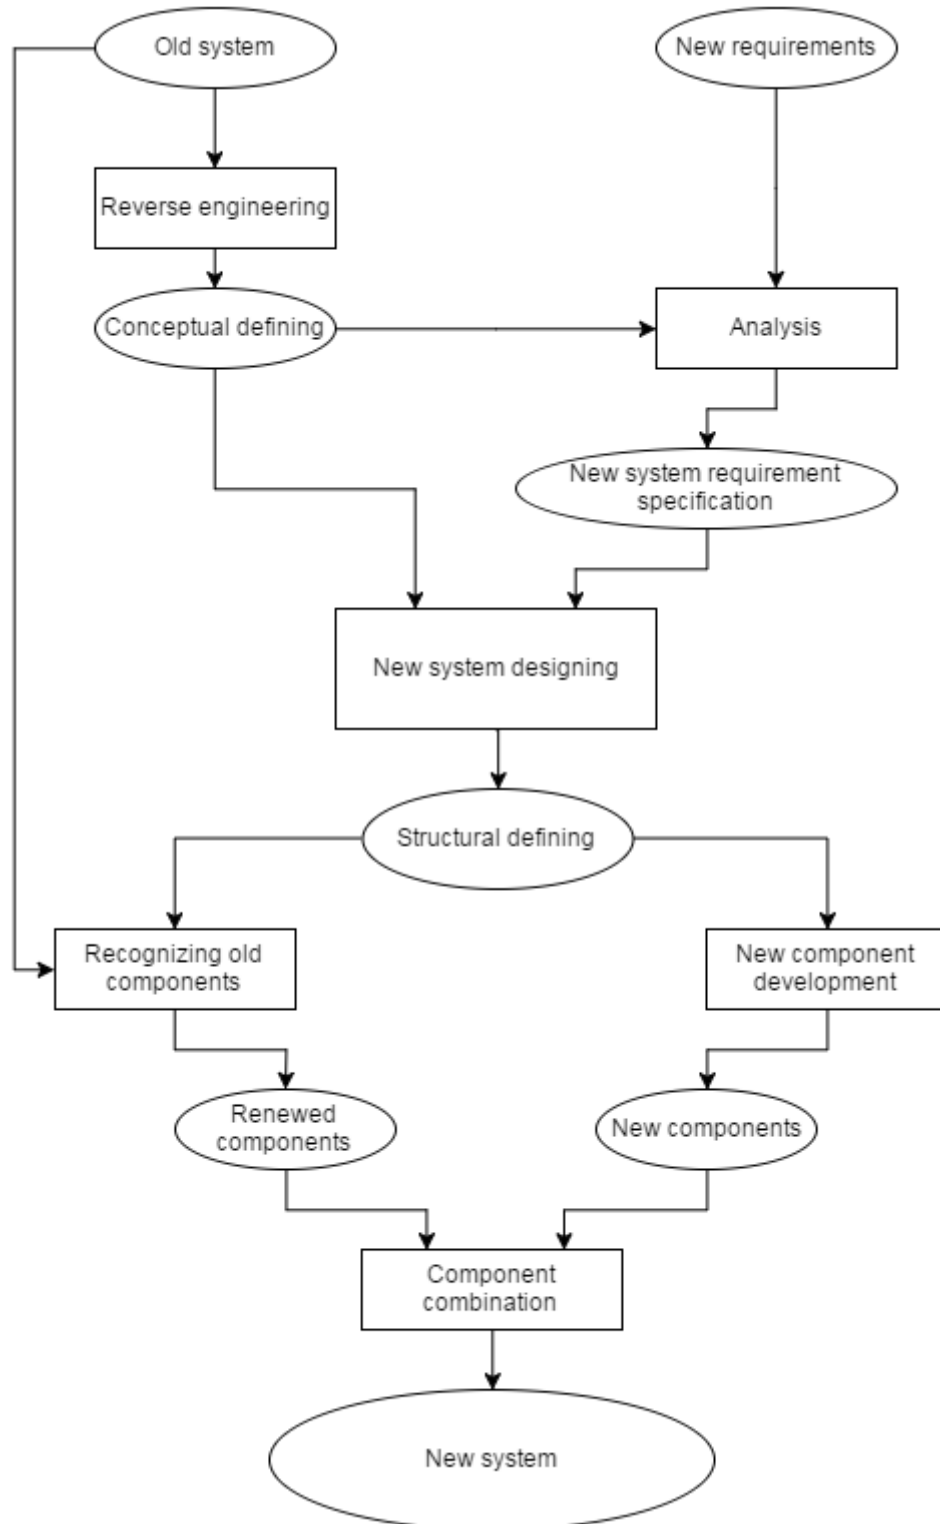 Old system
New requirements
Reverse engineering
Conceptual defining
Analysis
New system requirement
specification
New system designing
Structural defining
Recognizing old
components
New component
development
Renewed
components
New components
Component
combination
New system